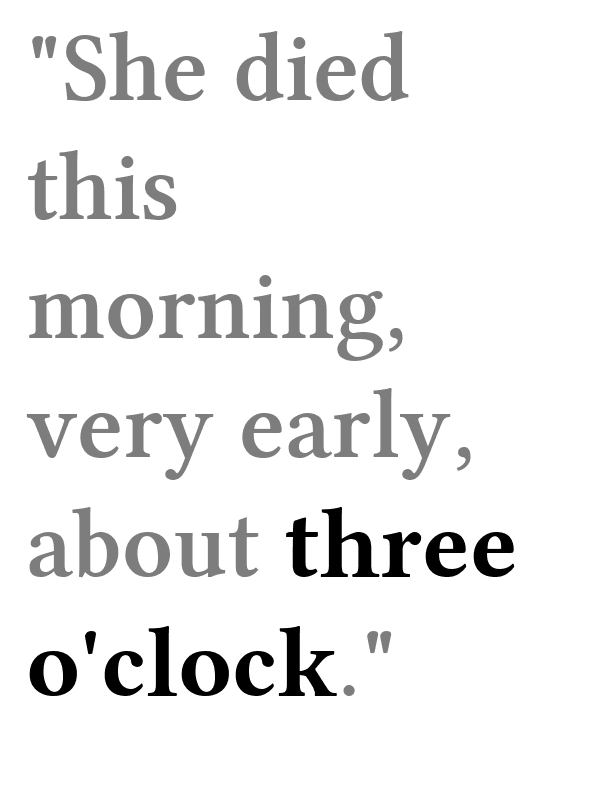 "She died
this
morning,
very early,
about three
o'clock."